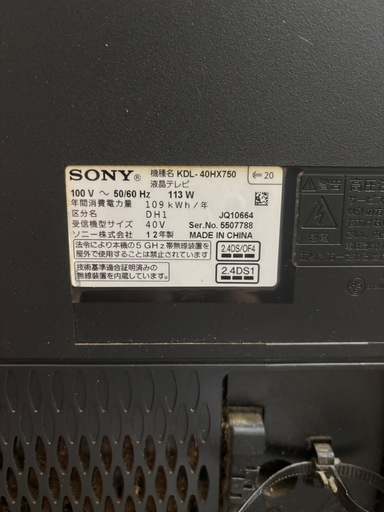 SONY® 機種名 KDL-40HX750 ⇐ 20
液晶テレビ
100 V ~ 50/60 Hz 113 W
年間消費電力量 109 kWh/年
区分名 DH1 JQ10664
受信機型サイズ 40V Ser.No. 5507788
ソニー株式会社 12年製 MADE IN CHINA
法令により本機の5GHz帯無線装置を
屋外で使用することは禁止されています。
2.4DS/OF4
技術基準適合証明済みの
無線装置を内蔵しています。
2.4DS1